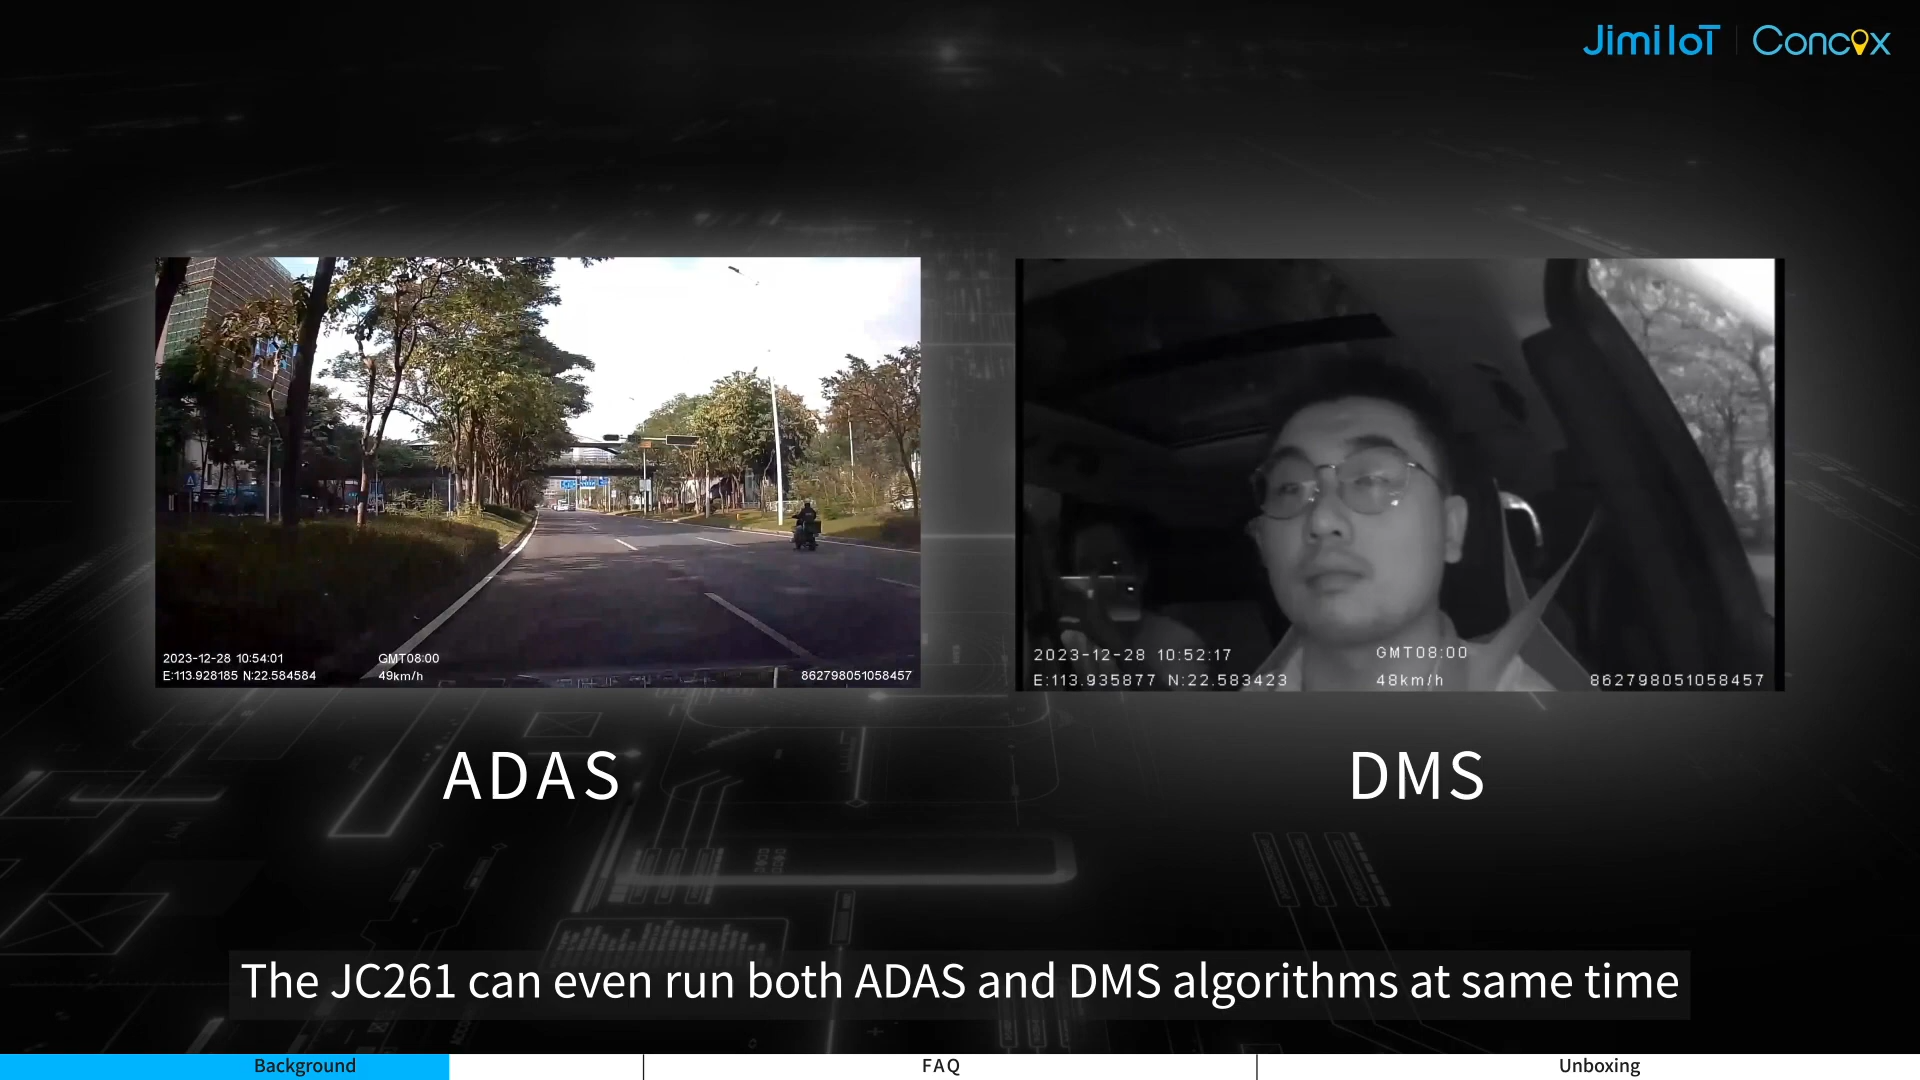 JimiIoT | Concox
2023-12-28 10:54:01 GMT08:00
E:113.928185 N:22.584584 49km/h 862798051058457
2023-12-28 10:52:17 GMT08:00
E:113.935877 N:22.583423 48km/h 862798051058457
ADAS
DMS
The JC261 can even run both ADAS and DMS algorithms at same time
Background
FAQ
Unboxing